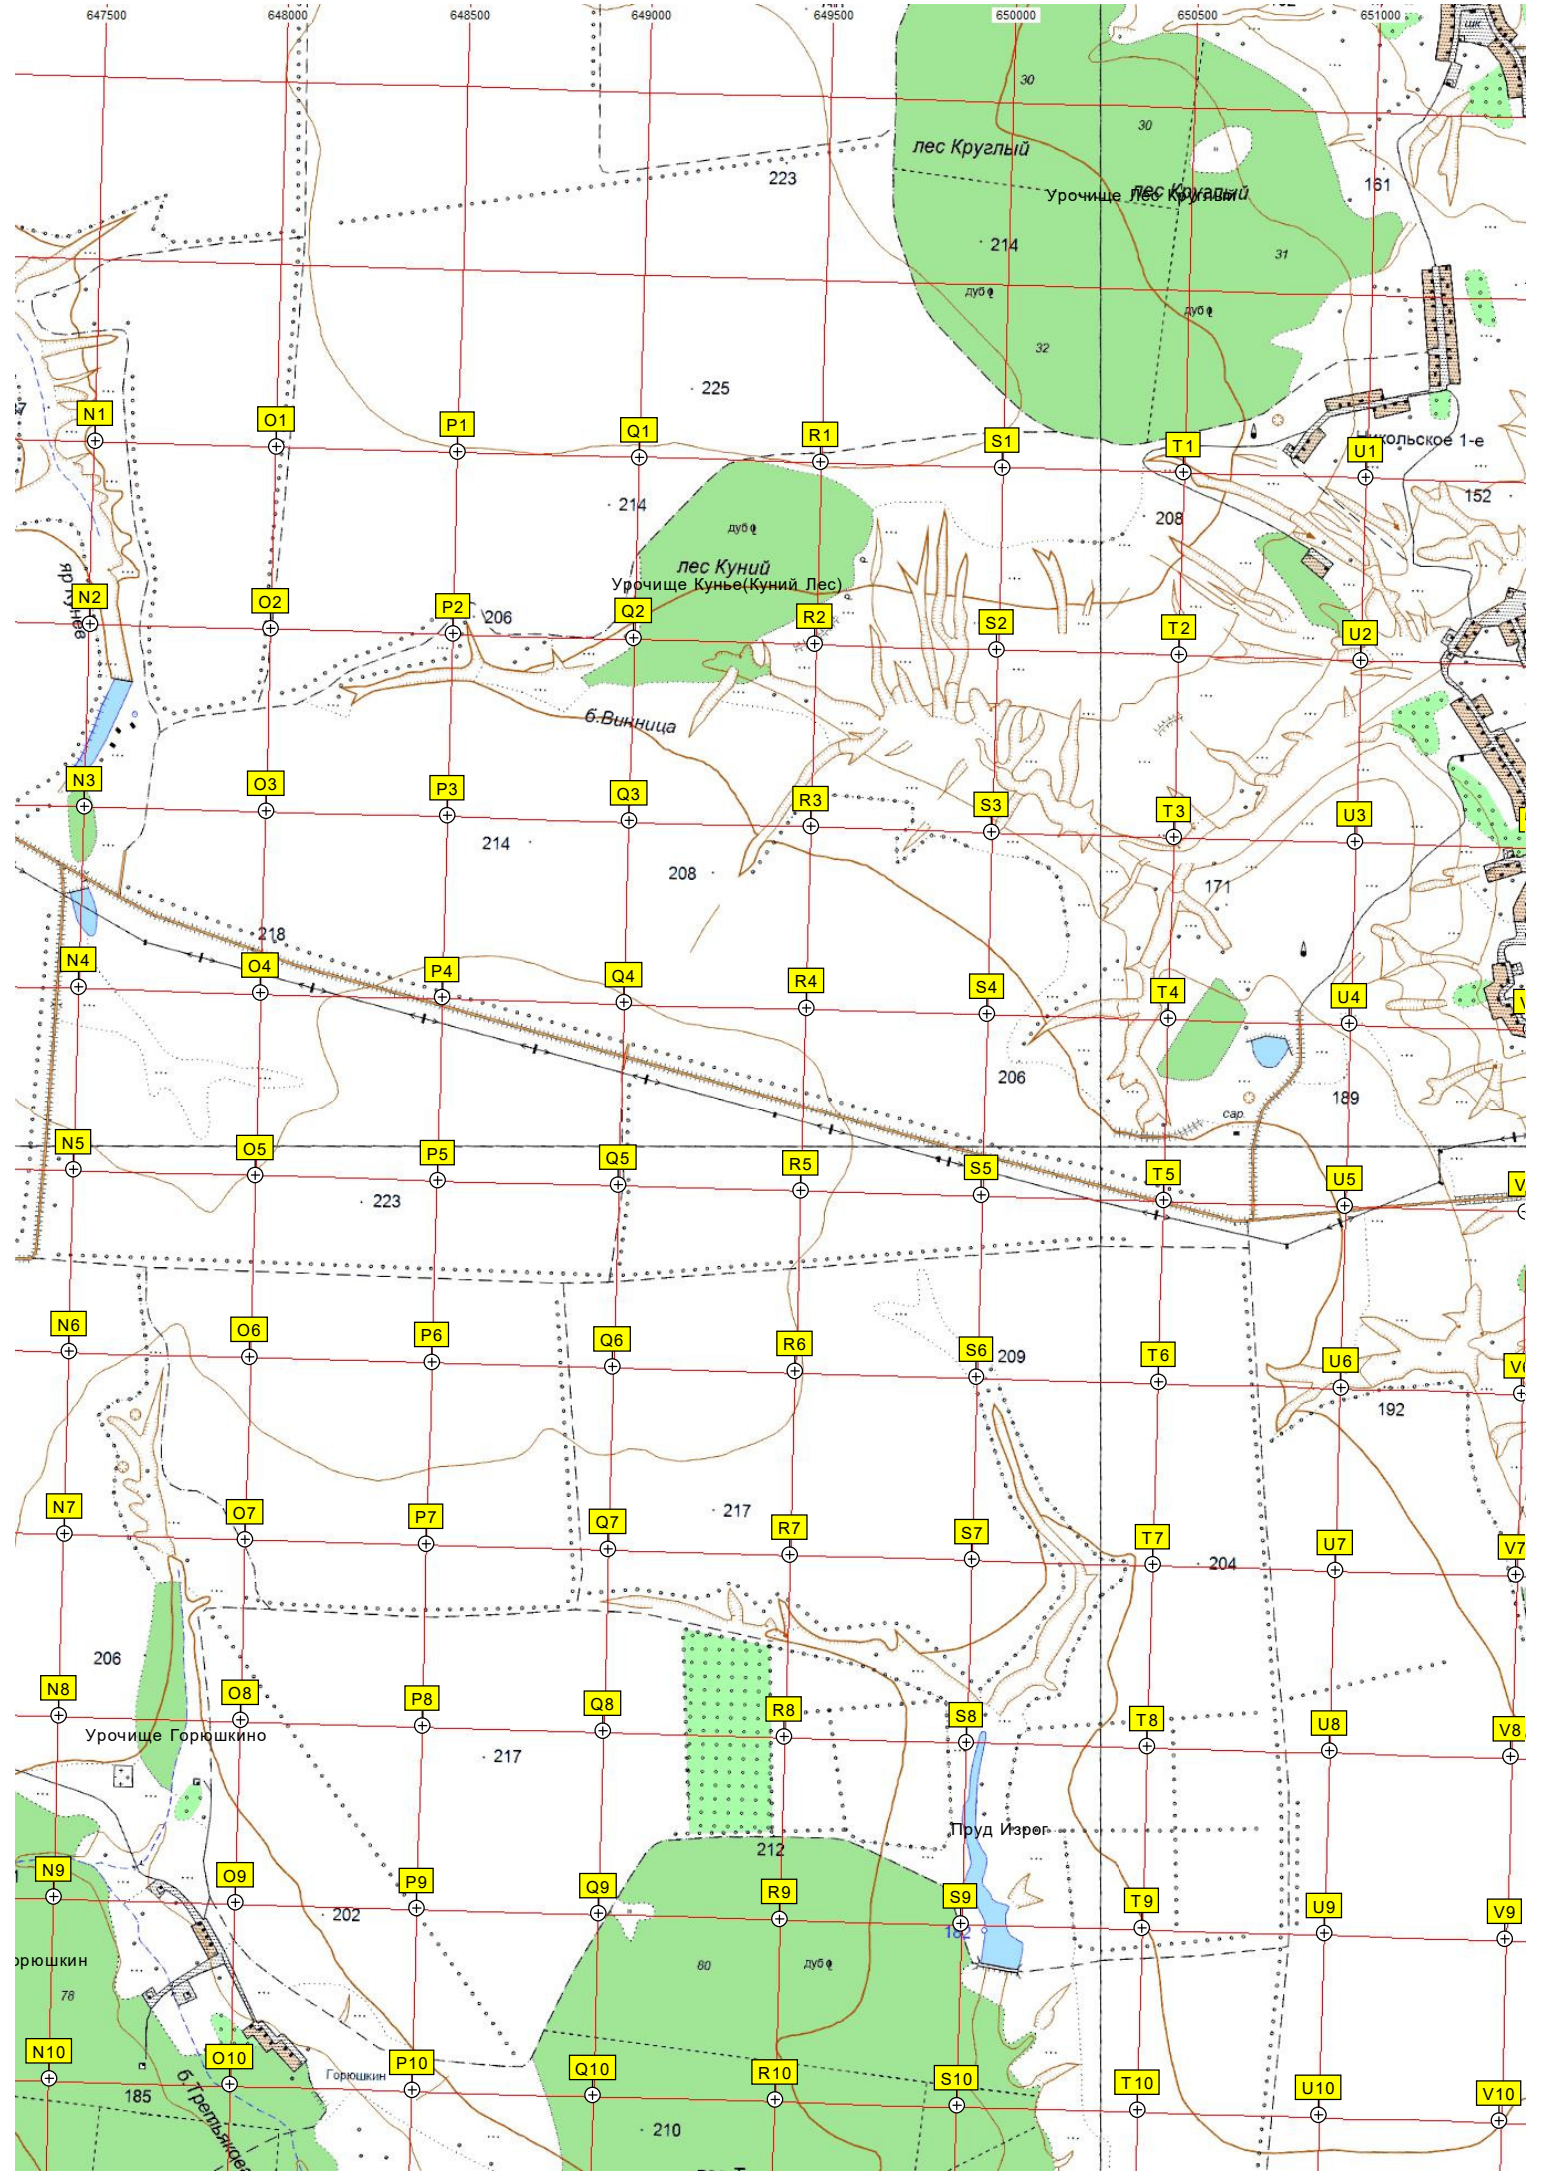 647500 648000 648500 649000 649500 650000 650500 651000
шк
30
30
лес Круглый
223
161
лес Круглый
Урочище Лес Круглый
214
31
дуб
дуб
32
225
N1 O1 P1 Q1 R1 S1 T1 U1
Никольское 1-е
152
214
208
дуб
лес Куний
Урочище Кунье(Куний Лес)
N2 O2 P2 Q2 R2 S2 T2 U2
206
б.Винница
N3 O3 P3 Q3 R3 S3 T3 U3
214
208
171
218
N4 O4 P4 Q4 R4 S4 T4 U4
206
189
сар.
N5 O5 P5 Q5 R5 S5 T5 U5
223
N6 O6 P6 Q6 R6 S6 T6 U6 V6
209
192
N7 O7 P7 Q7 R7 S7 T7 U7 V7
217
204
206
N8 O8 P8 Q8 R8 S8 T8 U8 V8
Урочище Горюшкино
217
Пруд Изрог
212
N9 O9 P9 Q9 R9 S9 T9 U9 V9
202
182
орюшкин
80
дуб
78
N10 O10 P10 Q10 R10 S10 T10 U10 V10
Горюшкин
185
210